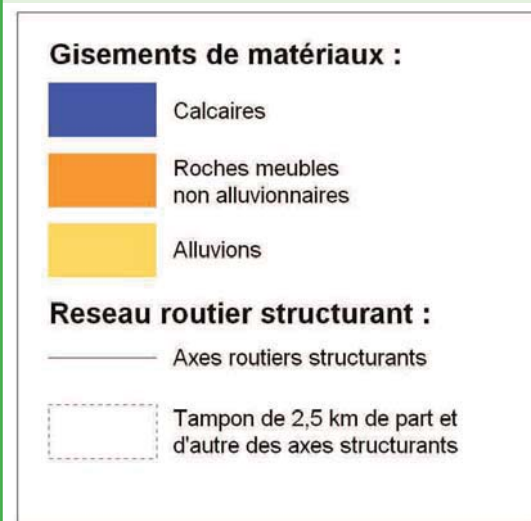 Gisements de matériaux :
Calcaires
Roches meubles
non alluvionnaires
Alluvions
Reseau routier structurant :
Axes routiers structurants
Tampon de 2,5 km de part et
d'autre des axes structurants